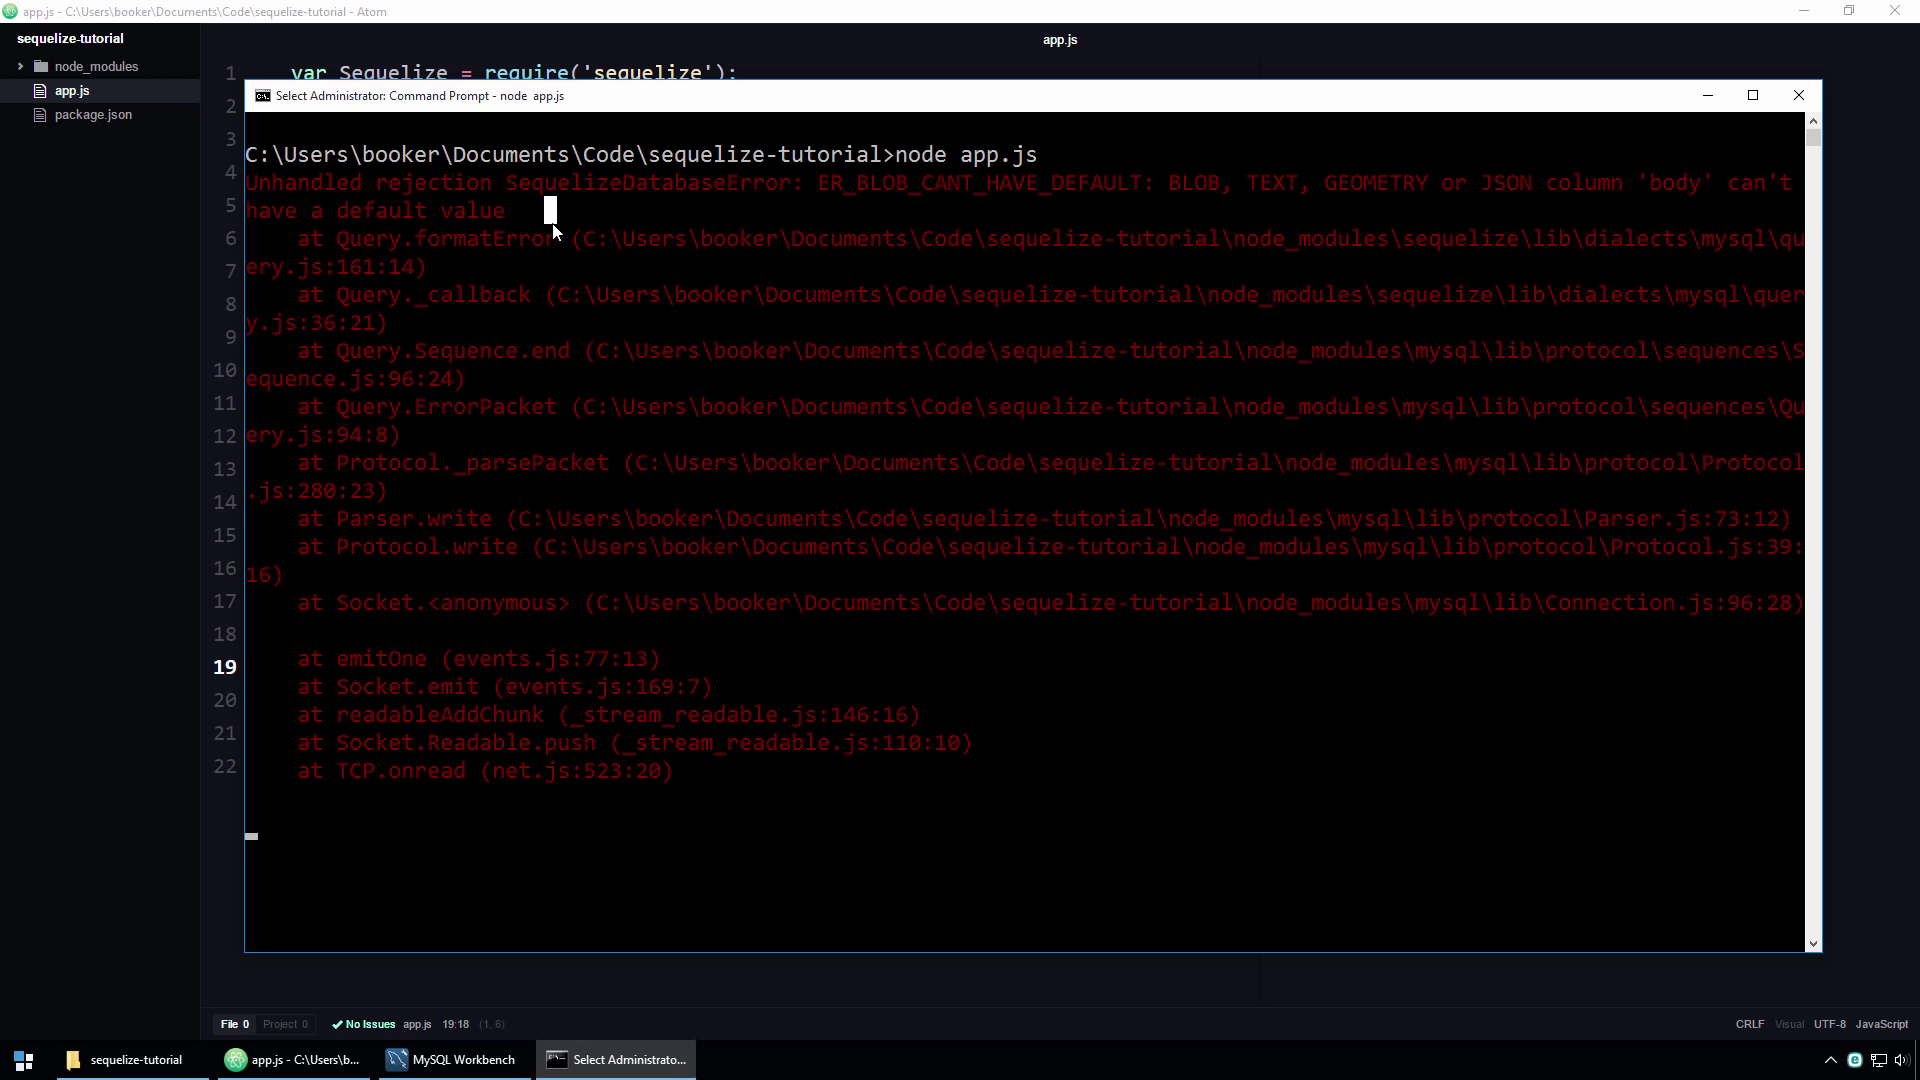 app.js - C:\Users\booker\Documents\Code\sequelize-tutorial - Atom
sequelize-tutorial
node_modules
app.js
package.json
app.js
1 var Sequelize = require('sequelize');
2
3
4
5
6
7
8
9
10
11
12
13
14
15
16
17
18
19
20
21
22
Select Administrator: Command Prompt - node app.js
C:\Users\booker\Documents\Code\sequelize-tutorial>node app.js
Unhandled rejection SequelizeDatabaseError: ER_BLOB_CANT_HAVE_DEFAULT: BLOB, TEXT, GEOMETRY or JSON column 'body' can't
have a default value
at Query.formatError (C:\Users\booker\Documents\Code\sequelize-tutorial\node_modules\sequelize\lib\dialects\mysql\qu
ery.js:161:14)
at Query._callback (C:\Users\booker\Documents\Code\sequelize-tutorial\node_modules\sequelize\lib\dialects\mysql\quer
y.js:36:21)
at Query.Sequence.end (C:\Users\booker\Documents\Code\sequelize-tutorial\node_modules\mysql\lib\protocol\sequences\S
equence.js:96:24)
at Query.ErrorPacket (C:\Users\booker\Documents\Code\sequelize-tutorial\node_modules\mysql\lib\protocol\sequences\Qu
ery.js:94:8)
at Protocol._parsePacket (C:\Users\booker\Documents\Code\sequelize-tutorial\node_modules\mysql\lib\protocol\Protocol
.js:280:23)
at Parser.write (C:\Users\booker\Documents\Code\sequelize-tutorial\node_modules\mysql\lib\protocol\Parser.js:73:12)
at Protocol.write (C:\Users\booker\Documents\Code\sequelize-tutorial\node_modules\mysql\lib\protocol\Protocol.js:39:
16)
at Socket.<anonymous> (C:\Users\booker\Documents\Code\sequelize-tutorial\node_modules\mysql\lib\Connection.js:96:28)
at emitOne (events.js:77:13)
at Socket.emit (events.js:169:7)
at readableAddChunk (_stream_readable.js:146:16)
at Socket.Readable.push (_stream_readable.js:110:10)
at TCP.onread (net.js:523:20)
File 0 Project 0 No Issues app.js 19:18 (1, 6) CRLF Visual UTF-8 JavaScript
sequelize-tutorial app.js - C:\Users\b... MySQL Workbench Select Administrato...